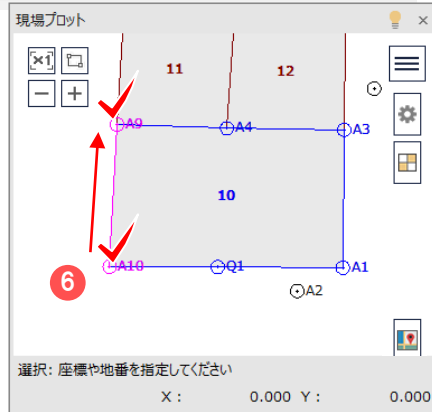 現場プロット
×1
11
12
A9
A4
A3
10
6
A10
Q1
A1
A2
選択: 座標や地番を指定してください
X : 0.000 Y : 0.000